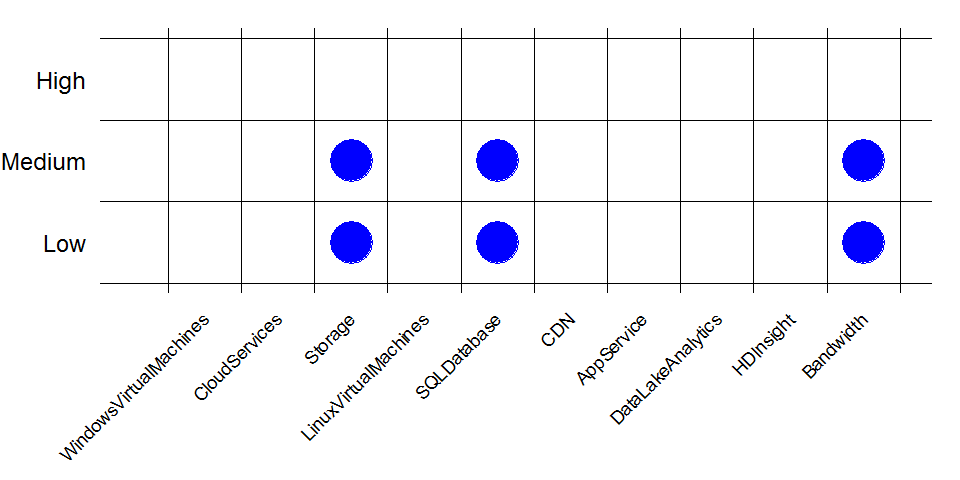 High
Medium
Low
WindowsVirtualMachines
CloudServices
Storage
LinuxVirtualMachines
SQLDatabase
CDN
AppService
DataLakeAnalytics
HDInsight
Bandwidth